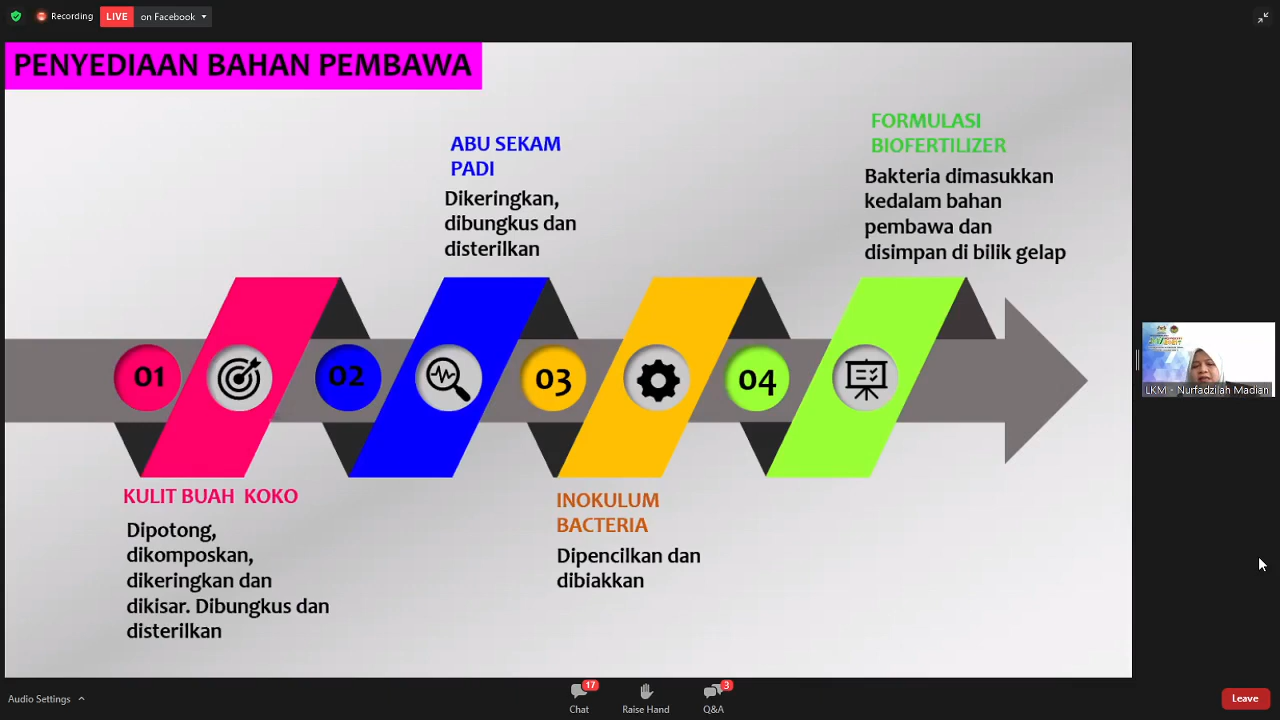 Recording
LIVE
on Facebook
PENYEDIAAN BAHAN PEMBAWA
ABU SEKAM
PADI
Dikeringkan,
dibungkus dan
disterilkan
FORMULASI
BIOFERTILIZER
Bakteria dimasukkan
kedalam bahan
pembawa dan
disimpan di bilik gelap
01
02
03
04
KULIT BUAH KOKO
Dipotong,
dikomposkan,
dikeringkan dan
dikisar. Dibungkus dan
disterilkan
INOKULUM
BACTERIA
Dipencilkan dan
dibiakkan
LKM - Nurfadzilah Madian
Audio Settings
17
Chat
Raise Hand
3
Q&A
Leave